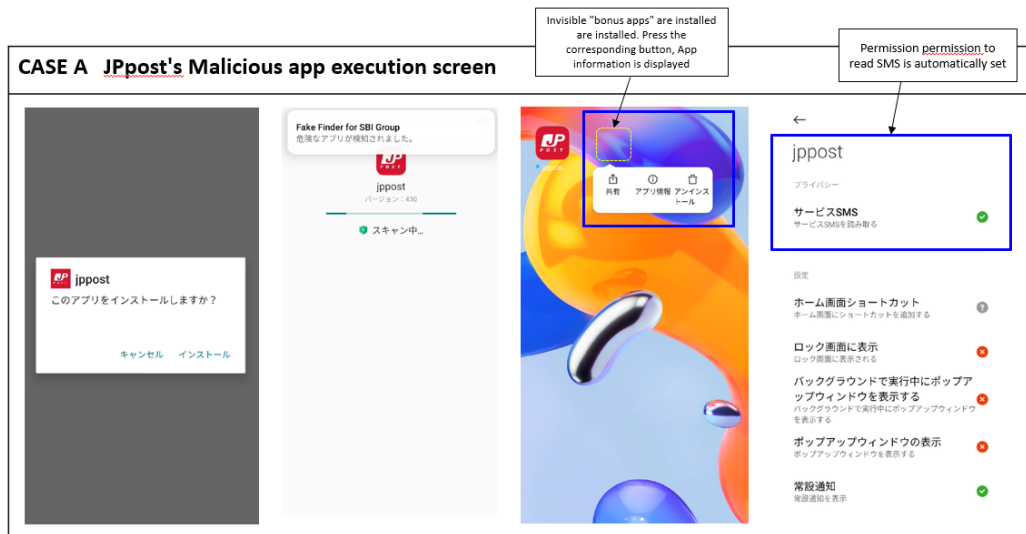 Invisible "bonus apps" are installed
are installed. Press the
corresponding button, App
information is displayed
Permission permission to
read SMS is automatically set
CASE A JPpost's Malicious app execution screen
jppost
このアプリをインストールしますか？
キャンセル インストール
Fake Finder for SBI Group
危険なアプリが検知されました。
JP
POST
jppost
バージョン：430
スキャン中...
JP
POST
共有 アプリ情報 アンインス
トール
jppost
プライバシー
サービスSMS
サービスSMSを読み取る
設定
ホーム画面ショートカット
ホーム画面にショートカットを追加する
ロック画面に表示
ロック画面に表示される
バックグラウンドで実行中にポップア
ップウィンドウを表示する
バックグラウンドで実行中にポップアップウィンドウ
を表示する
ポップアップウィンドウの表示
ポップアップウィンドウを表示する
常設通知
常設通知を表示